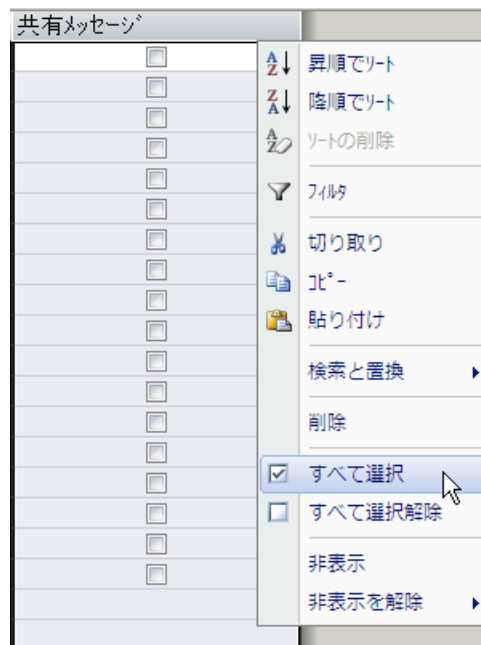 共有ﾒｯｾｰｼﾞ
昇順でｿｰﾄ
降順でｿｰﾄ
ｿｰﾄの削除
ﾌｨﾙﾀ
切り取り
ｺﾋﾟｰ
貼り付け
検索と置換
削除
すべて選択
すべて選択解除
非表示
非表示を解除